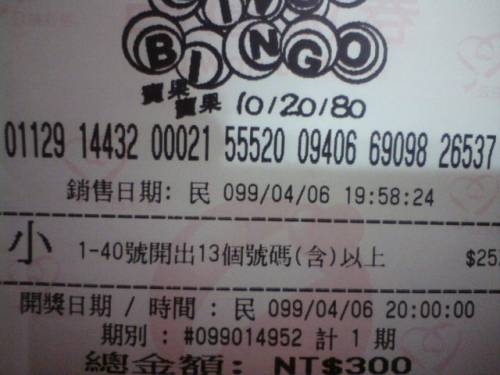 BINGO
賓果
賓果 10/20/80
01129 14432 00021 55520 09406 69098 26537
銷售日期: 民 099/04/06 19:58:24
小 1-40號開出13個號碼(含)以上 $25
開獎日期 / 時間 : 民 099/04/06 20:00:00
期別 : #099014952 計 1 期
總金額: NT$300